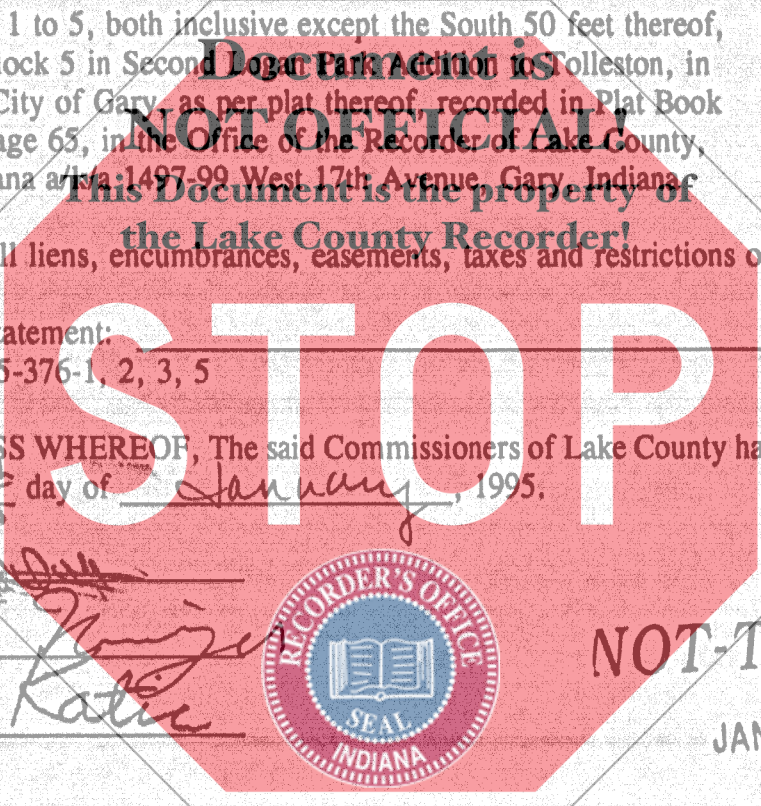 1 to 5, both inclusive except the South 50 feet thereof,
Document is
lock 5 in Second Logan Park Addition to Tolleston, in
City of Gary, as per plat thereof, recorded in Plat Book
NOT OFFICIAL!
age 65, in the Office of the Recorder of Lake County,
ana a/k/a 1497-99 West 17th Avenue, Gary, Indiana
This Document is the property of
the Lake County Recorder!
ll liens, encumbrances, easements, taxes and restrictions o
STOP
tatement:
5-376-1, 2, 3, 5
SS WHEREOF, The said Commissioners of Lake County ha
day of January, 1995.
RECORDER'S OFFICE
SEAL
INDIANA
NOT-T
JAN